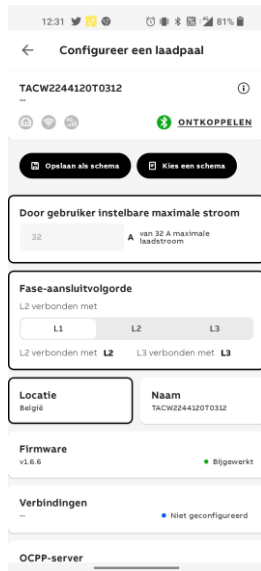 12:31 81%
Configureer een laadpaal
TACW2244120T0312
--
ONTKOPPELEN
Opslaan als schema Kies een schema
Door gebruiker instelbare maximale stroom
32 A van 32 A maximale
laadstroom
Fase-aansluitvolgorde
L2 verbonden met
L1 L2 L3
L2 verbonden met L2 L3 verbonden met L3
Locatie Naam
België TACW2244120T0312
Firmware
v1.6.6 Bijgewerkt
Verbindingen
-- Niet geconfigureerd
OCPP-server